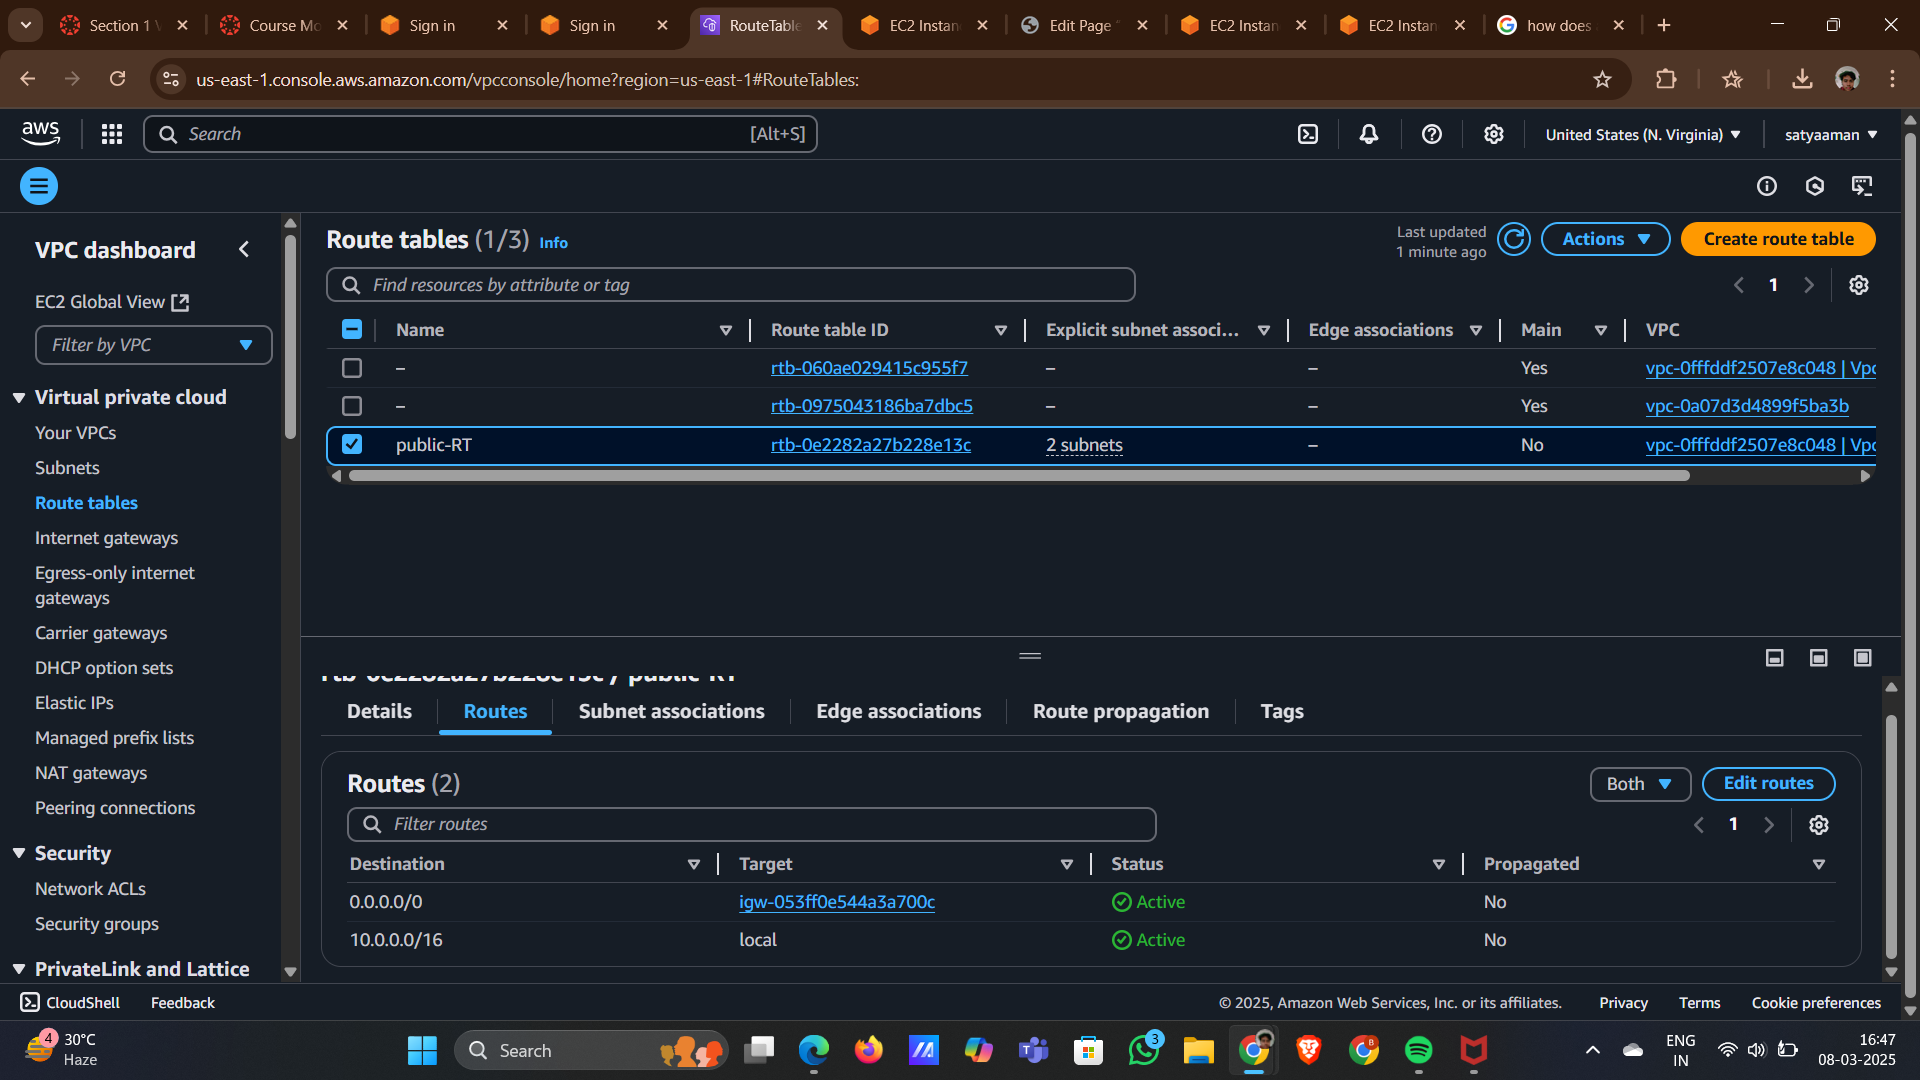 Section 1 V
Course Mo
Sign in
Sign in
RouteTable
EC2 Instan
Edit Page "
EC2 Instan
EC2 Instan
how does
us-east-1.console.aws.amazon.com/vpcconsole/home?region=us-east-1#RouteTables:
aws
Search [Alt+S]
United States (N. Virginia)
satyaaman
VPC dashboard
EC2 Global View
Filter by VPC
Virtual private cloud
Your VPCs
Subnets
Route tables
Internet gateways
Egress-only internet
gateways
Carrier gateways
DHCP option sets
Elastic IPs
Managed prefix lists
NAT gateways
Peering connections
Security
Network ACLs
Security groups
PrivateLink and Lattice
Route tables (1/3) Info
Last updated
1 minute ago
Actions
Create route table
Find resources by attribute or tag
1
Name Route table ID Explicit subnet associ... Edge associations Main VPC
– rtb-060ae029415c955f7 – – Yes vpc-0fffddf2507e8c048 | Vpc
– rtb-0975043186ba7dbc5 – – Yes vpc-0a07d3d4899f5ba3b
public-RT rtb-0e2282a27b228e13c 2 subnets – No vpc-0fffddf2507e8c048 | Vpc
rtb-0e2282a27b228e13c / public-RT
Details Routes Subnet associations Edge associations Route propagation Tags
Routes (2)
Both
Edit routes
Filter routes
1
Destination Target Status Propagated
0.0.0.0/0 igw-053ff0e544a3a700c Active No
10.0.0.0/16 local Active No
CloudShell Feedback
© 2025, Amazon Web Services, Inc. or its affiliates. Privacy Terms Cookie preferences
4
30°C
Haze
Search
3
B
ENG
IN
16:47
08-03-2025